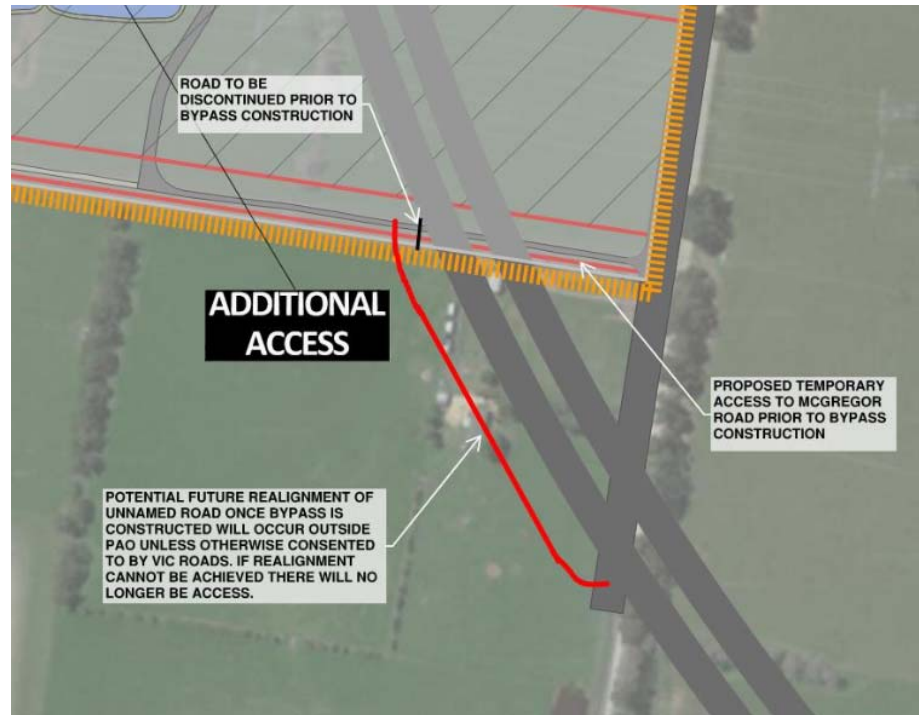 ROAD TO BE
DISCONTINUED PRIOR TO
BYPASS CONSTRUCTION
ADDITIONAL
ACCESS
PROPOSED TEMPORARY
ACCESS TO MCGREGOR
ROAD PRIOR TO BYPASS
CONSTRUCTION
POTENTIAL FUTURE REALIGNMENT OF
UNNAMED ROAD ONCE BYPASS IS
CONSTRUCTED WILL OCCUR OUTSIDE
PAO UNLESS OTHERWISE CONSENTED
TO BY VIC ROADS. IF REALIGNMENT
CANNOT BE ACHIEVED THERE WILL NO
LONGER BE ACCESS.